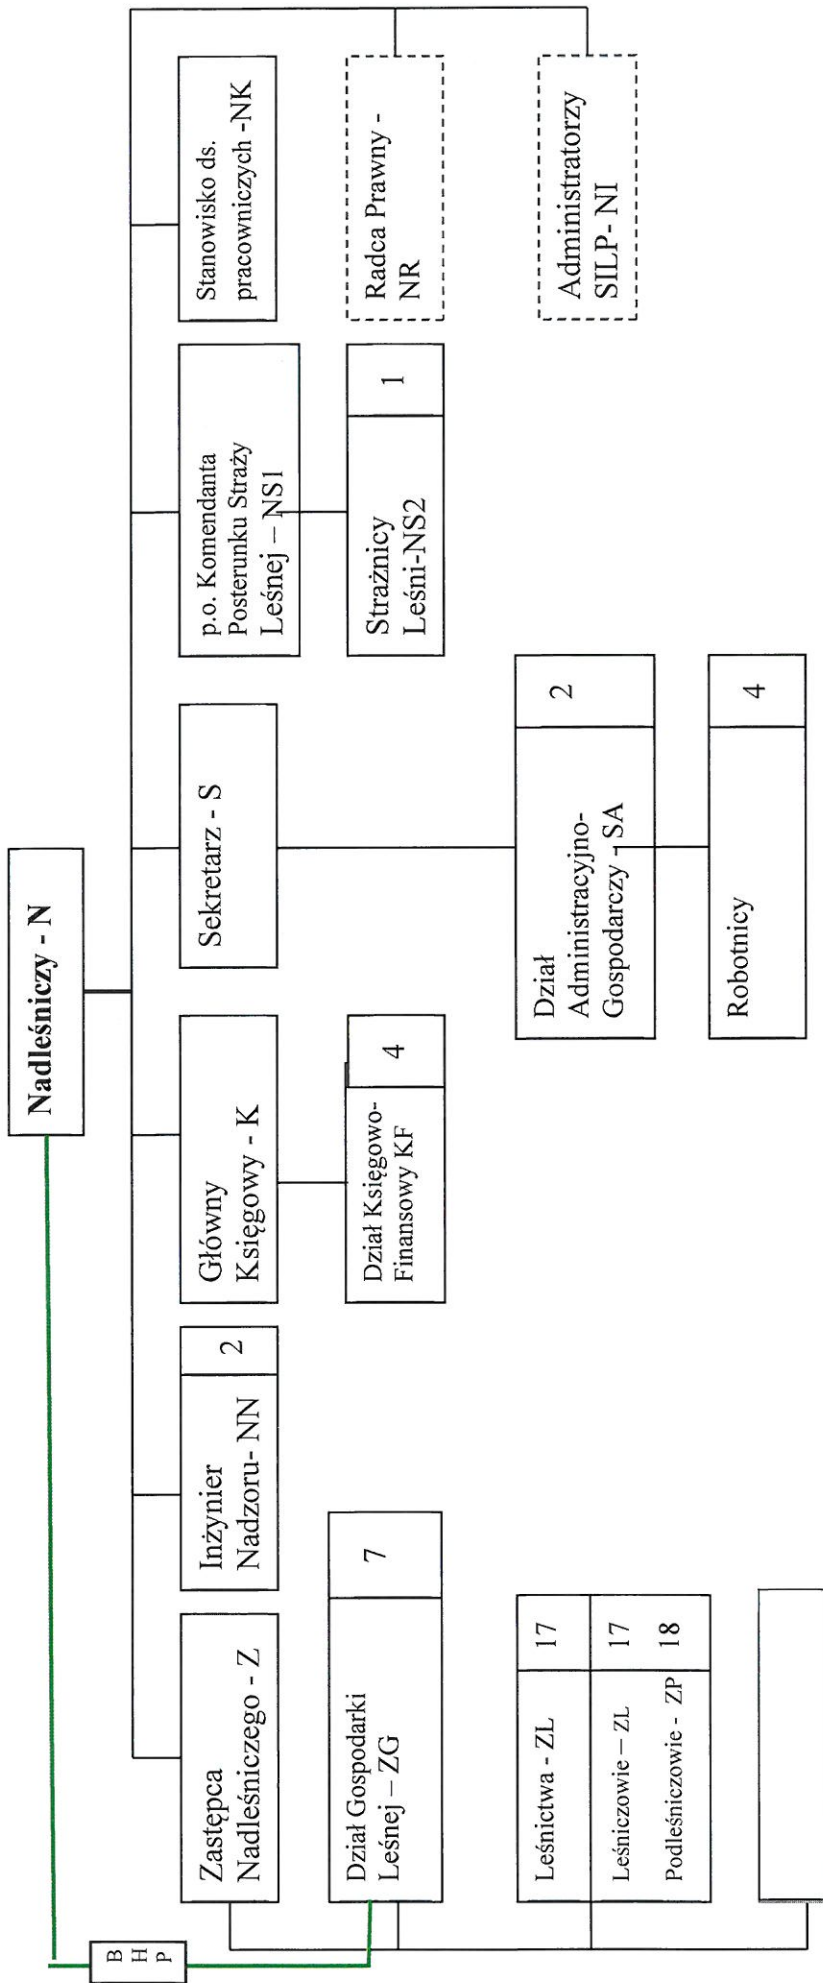 Nadleśniczy - N
B
H
P
Zastępca
Nadleśniczego - Z
Inżynier
Nadzoru- NN
2
Główny
Księgowy - K
Sekretarz - S
p.o. Komendanta
Posterunku Straży
Leśnej – NS1
Stanowisko ds.
pracowniczych -NK
Dział Gospodarki
Leśnej – ZG
7
Dział Księgowo-
Finansowy KF
4
Strażnicy
Leśni-NS2
1
Radca Prawny -
NR
Leśnictwa - ZL
17
Leśniczowie – ZL
17
Podleśniczowie - ZP
18
Dział
Administracyjno-
Gospodarczy - SA
2
Administratorzy
SILP- NI
Robotnicy
4